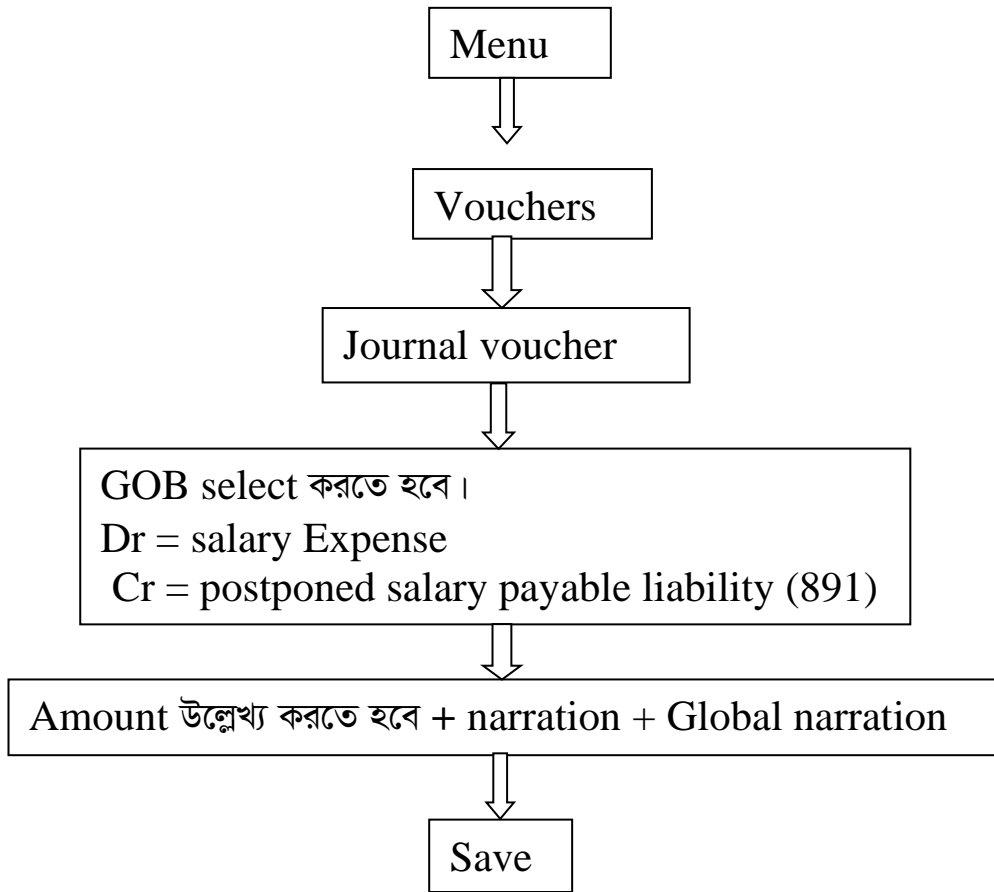 Menu
Vouchers
Journal voucher
GOB select করতে হবে।
Dr = salary Expense
Cr = postponed salary payable liability (891)
Amount উল্লেখ্য করতে হবে + narration + Global narration
Save